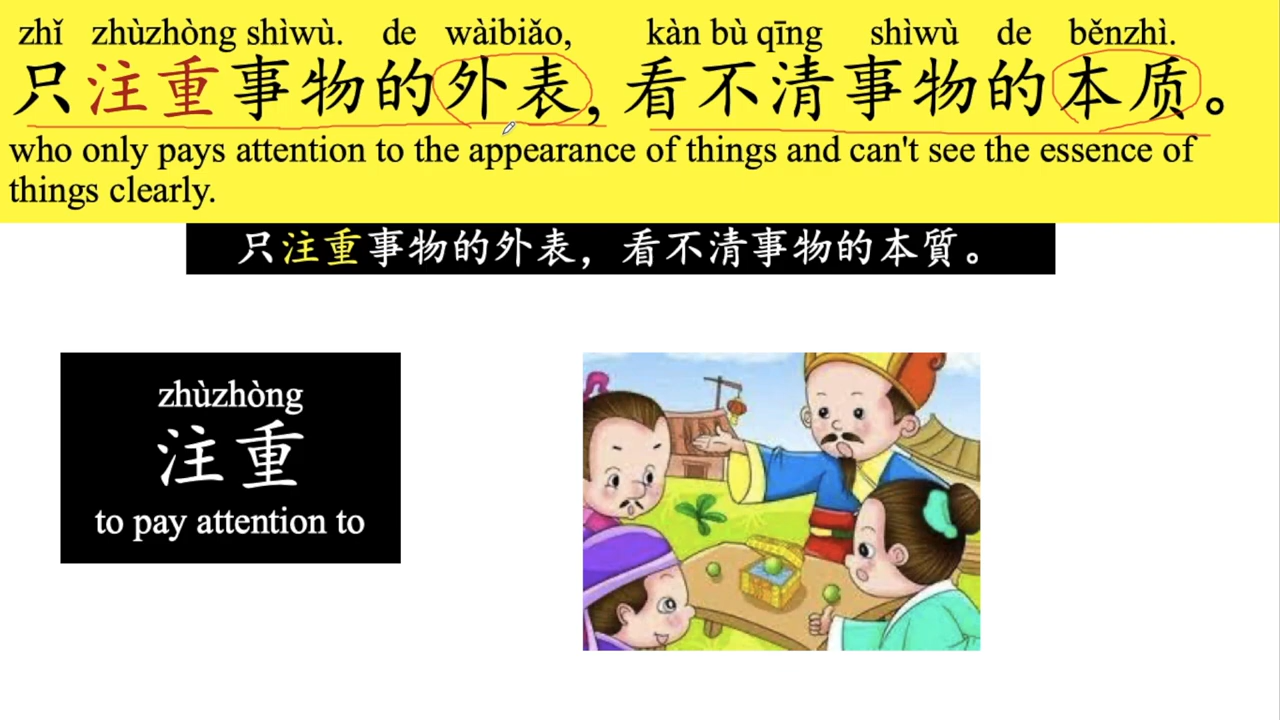 zhǐ zhùzhòng shìwù. de wàibiǎo, kàn bù qīng shìwù de běnzhì.
只注重事物的外表, 看不清事物的本质。
who only pays attention to the appearance of things and can't see the essence of
things clearly.
只注重事物的外表，看不清事物的本質。
zhùzhòng
注重
to pay attention to